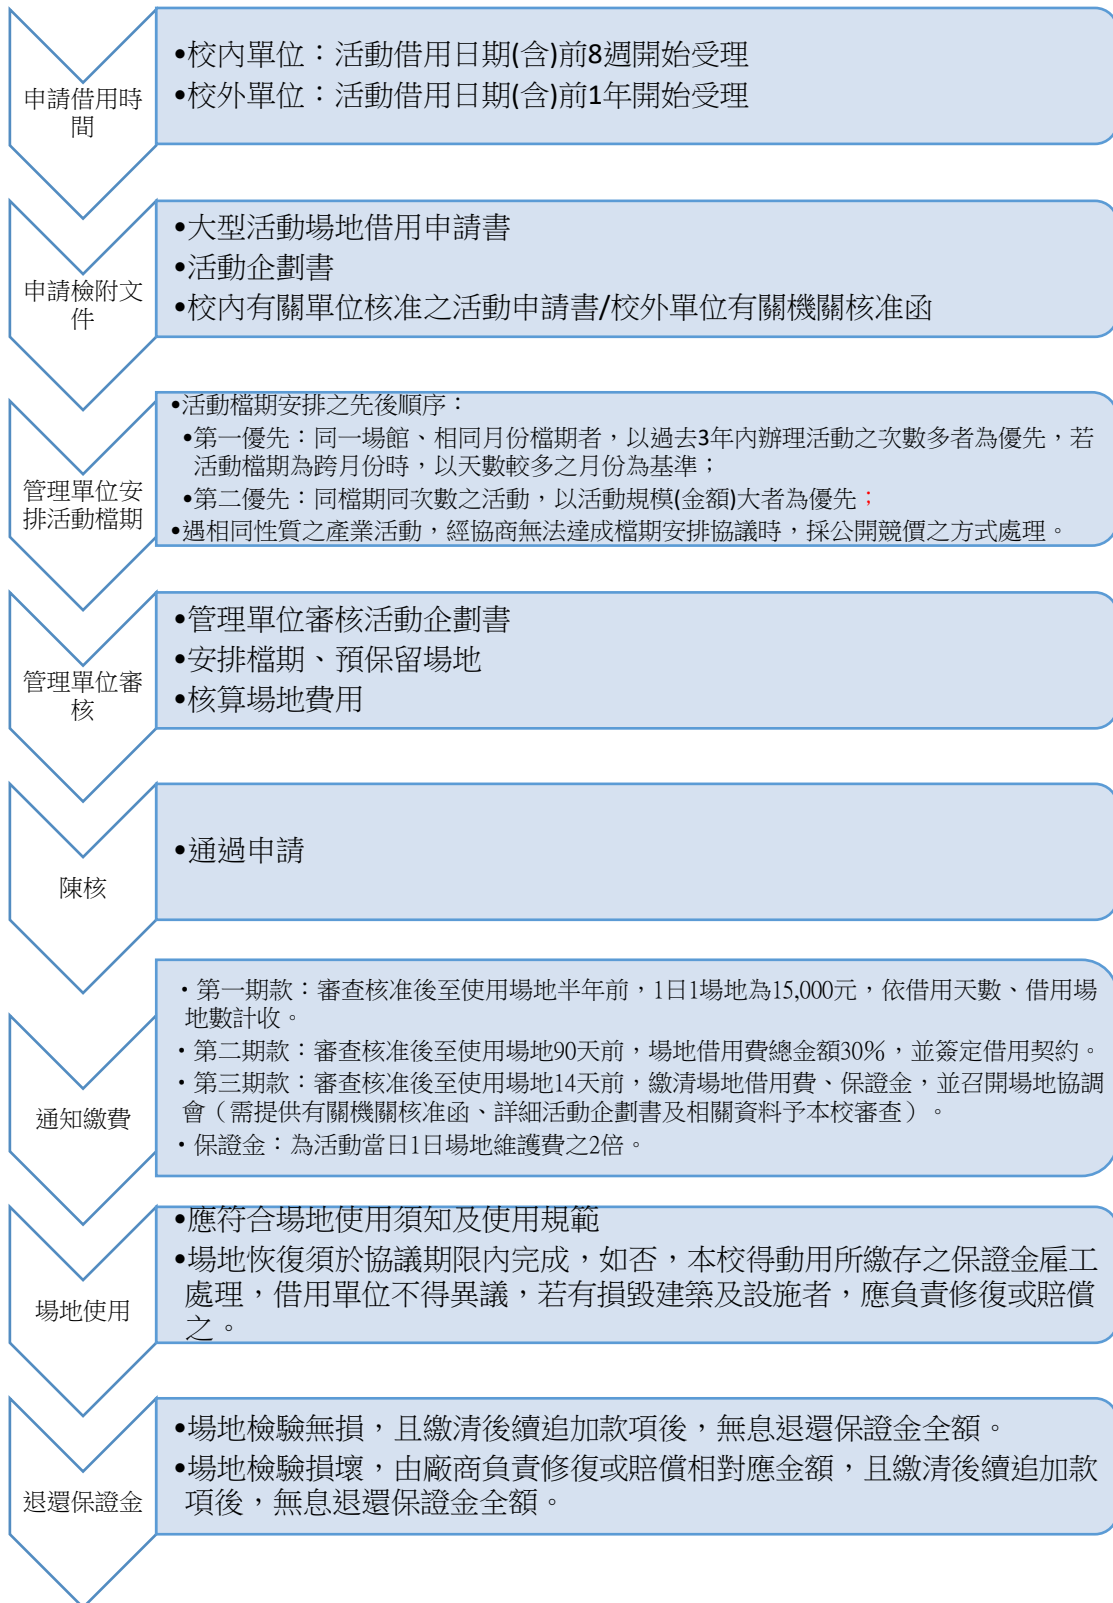 申請借用時
間
•校內單位：活動借用日期(含)前8週開始受理
•校外單位：活動借用日期(含)前1年開始受理
申請檢附文
件
•大型活動場地借用申請書
•活動企劃書
•校內有關單位核准之活動申請書/校外單位有關機關核准函
管理單位安
排活動檔期
•活動檔期安排之先後順序：
•第一優先：同一場館、相同月份檔期者，以過去3年內辦理活動之次數多者為優先，若
活動檔期為跨月份時，以天數較多之月份為基準；
•第二優先：同檔期同次數之活動，以活動規模(金額)大者為優先；
•遇相同性質之產業活動，經協商無法達成檔期安排協議時，採公開競價之方式處理。
管理單位審
核
•管理單位審核活動企劃書
•安排檔期、預保留場地
•核算場地費用
陳核
•通過申請
通知繳費
・第一期款：審查核准後至使用場地半年前，1日1場地為15,000元，依借用天數、借用場
地數計收。
・第二期款：審查核准後至使用場地90天前，場地借用費總金額30%，並簽定借用契約。
・第三期款：審查核准後至使用場地14天前，繳清場地借用費、保證金，並召開場地協調
會（需提供有關機關核准函、詳細活動企劃書及相關資料予本校審查）。
・保證金：為活動當日1日場地維護費之2倍。
場地使用
•應符合場地使用須知及使用規範
•場地恢復須於協議期限內完成，如否，本校得動用所繳存之保證金雇工
處理，借用單位不得異議，若有損毀建築及設施者，應負責修復或賠償
之。
退還保證金
•場地檢驗無損，且繳清後續追加款項後，無息退還保證金全額。
•場地檢驗損壞，由廠商負責修復或賠償相對應金額，且繳清後續追加款
項後，無息退還保證金全額。